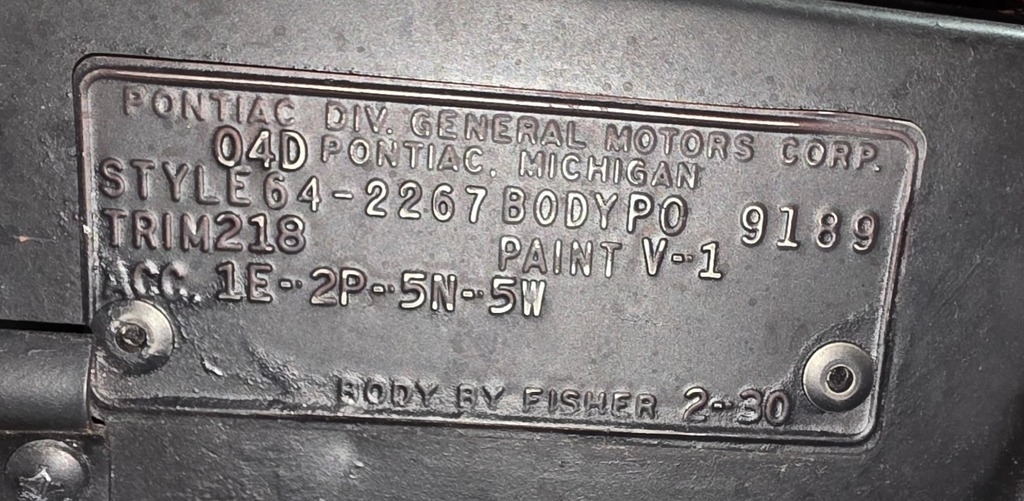 PONTIAC DIV. GENERAL MOTORS CORP.
04D PONTIAC, MICHIGAN
STYLE 64-2267 BODY PO 9189
TRIM 218 PAINT V-1
ACC. 1E-2P-5N-5W
BODY BY FISHER 2-30